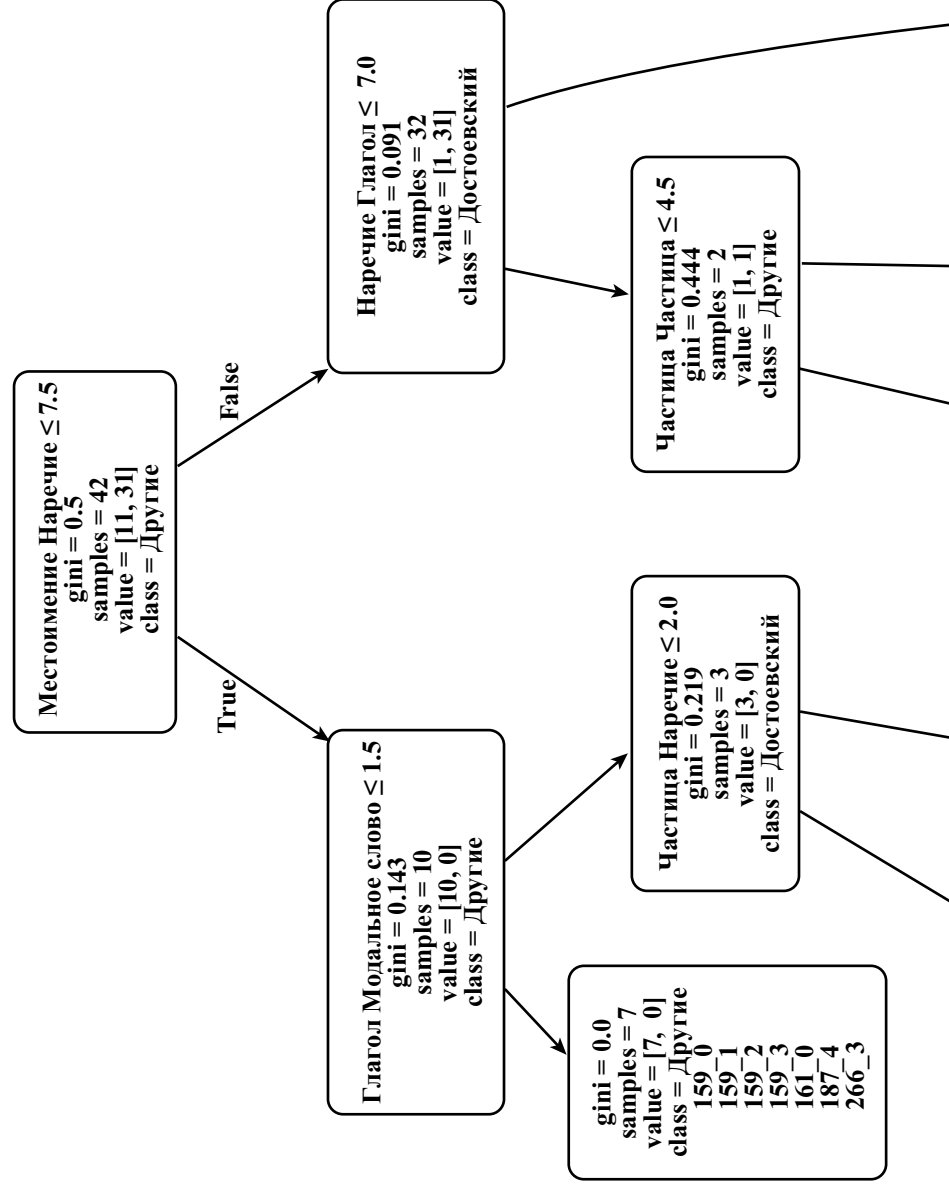 Местоимение Наречие ≤ 7.5
gini = 0.5
samples = 42
value = [11, 31]
class = Другие
True
False
Глагол Модальное слово ≤ 1.5
gini = 0.143
samples = 10
value = [10, 0]
class = Другие
Наречие Глагол ≤ 7.0
gini = 0.091
samples = 32
value = [1, 31]
class = Достоевский
gini = 0.0
samples = 7
value = [7, 0]
class = Другие
159_0
159_1
159_2
159_3
161_0
187_4
266_3
Частица Наречие ≤ 2.0
gini = 0.219
samples = 3
value = [3, 0]
class = Достоевский
Частица Частица ≤ 4.5
gini = 0.444
samples = 2
value = [1, 1]
class = Другие